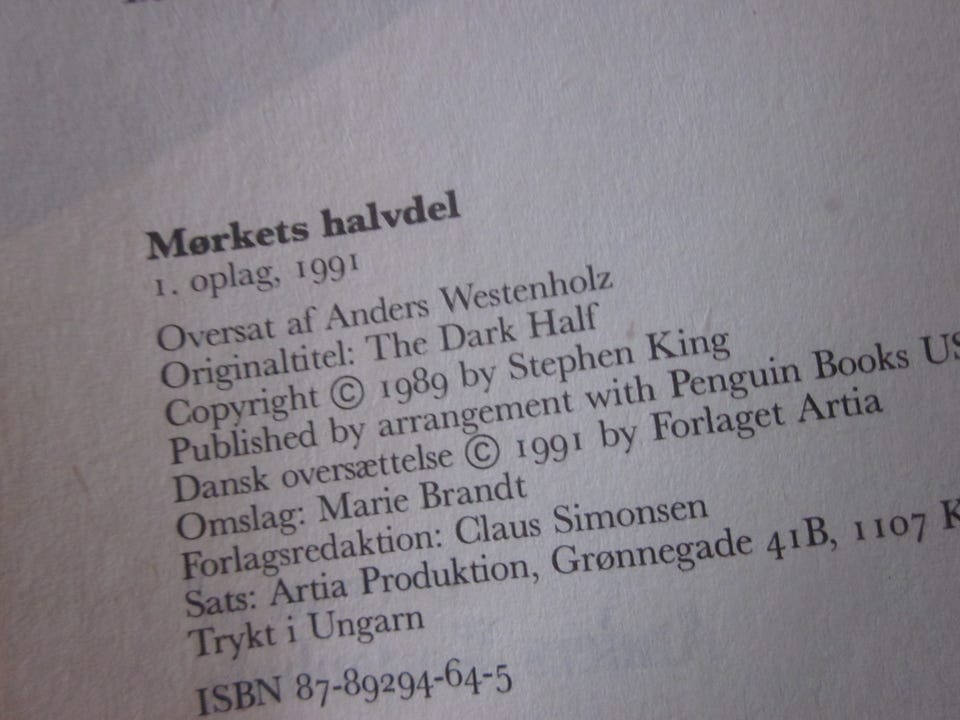 Mørkets halvdel
1. oplag, 1991
Oversat af Anders Westenholz
Originaltitel: The Dark Half
Copyright © 1989 by Stephen King
Published by arrangement with Penguin Books US
Dansk oversættelse © 1991 by Forlaget Artia
Omslag: Marie Brandt
Forlagsredaktion: Claus Simonsen
Sats: Artia Produktion, Grønnegade 41B, 1107 K
Trykt i Ungarn
ISBN 87-89294-64-5